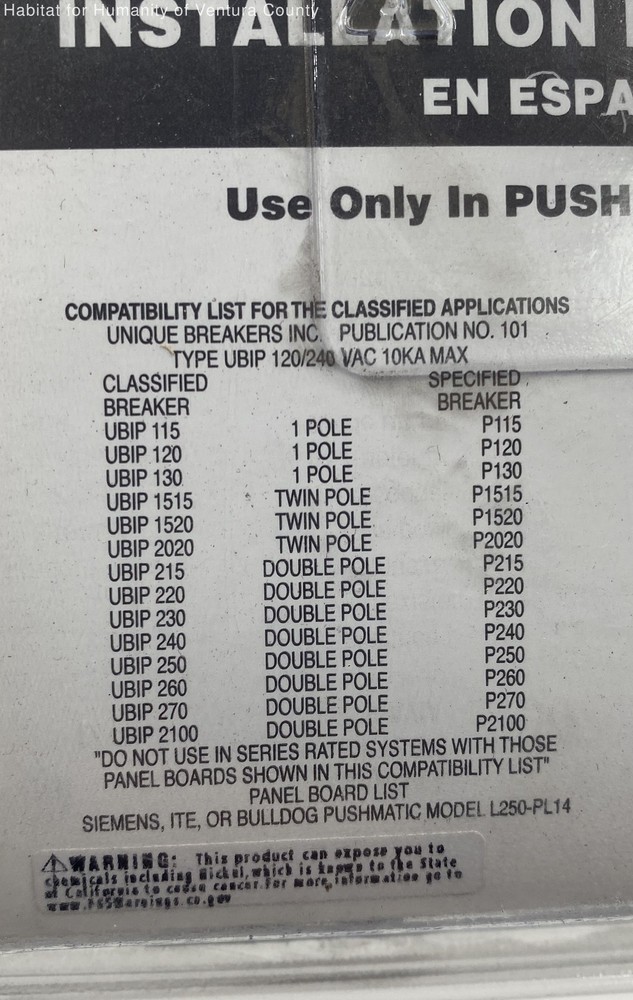 Habitat for Humanity of Ventura County
INSTALLATION
EN ESPA
Use Only In PUSH
COMPATIBILITY LIST FOR THE CLASSIFIED APPLICATIONS
UNIQUE BREAKERS INC. PUBLICATION NO. 101
TYPE UBIP 120/240 VAC 10KA MAX
CLASSIFIED SPECIFIED
BREAKER BREAKER
UBIP 115 1 POLE P115
UBIP 120 1 POLE P120
UBIP 130 1 POLE P130
UBIP 1515 TWIN POLE P1515
UBIP 1520 TWIN POLE P1520
UBIP 2020 TWIN POLE P2020
UBIP 215 DOUBLE POLE P215
UBIP 220 DOUBLE POLE P220
UBIP 230 DOUBLE POLE P230
UBIP 240 DOUBLE POLE P240
UBIP 250 DOUBLE POLE P250
UBIP 260 DOUBLE POLE P260
UBIP 270 DOUBLE POLE P270
UBIP 2100 DOUBLE POLE P2100
"DO NOT USE IN SERIES RATED SYSTEMS WITH THOSE
PANEL BOARDS SHOWN IN THIS COMPATIBILITY LIST"
PANEL BOARD LIST
SIEMENS, ITE, OR BULLDOG PUSHMATIC MODEL L250-PL14
⚠WARNING: This product can expose you to
chemicals including Nickel, which is known to the State
of California to cause cancer. For more information go to